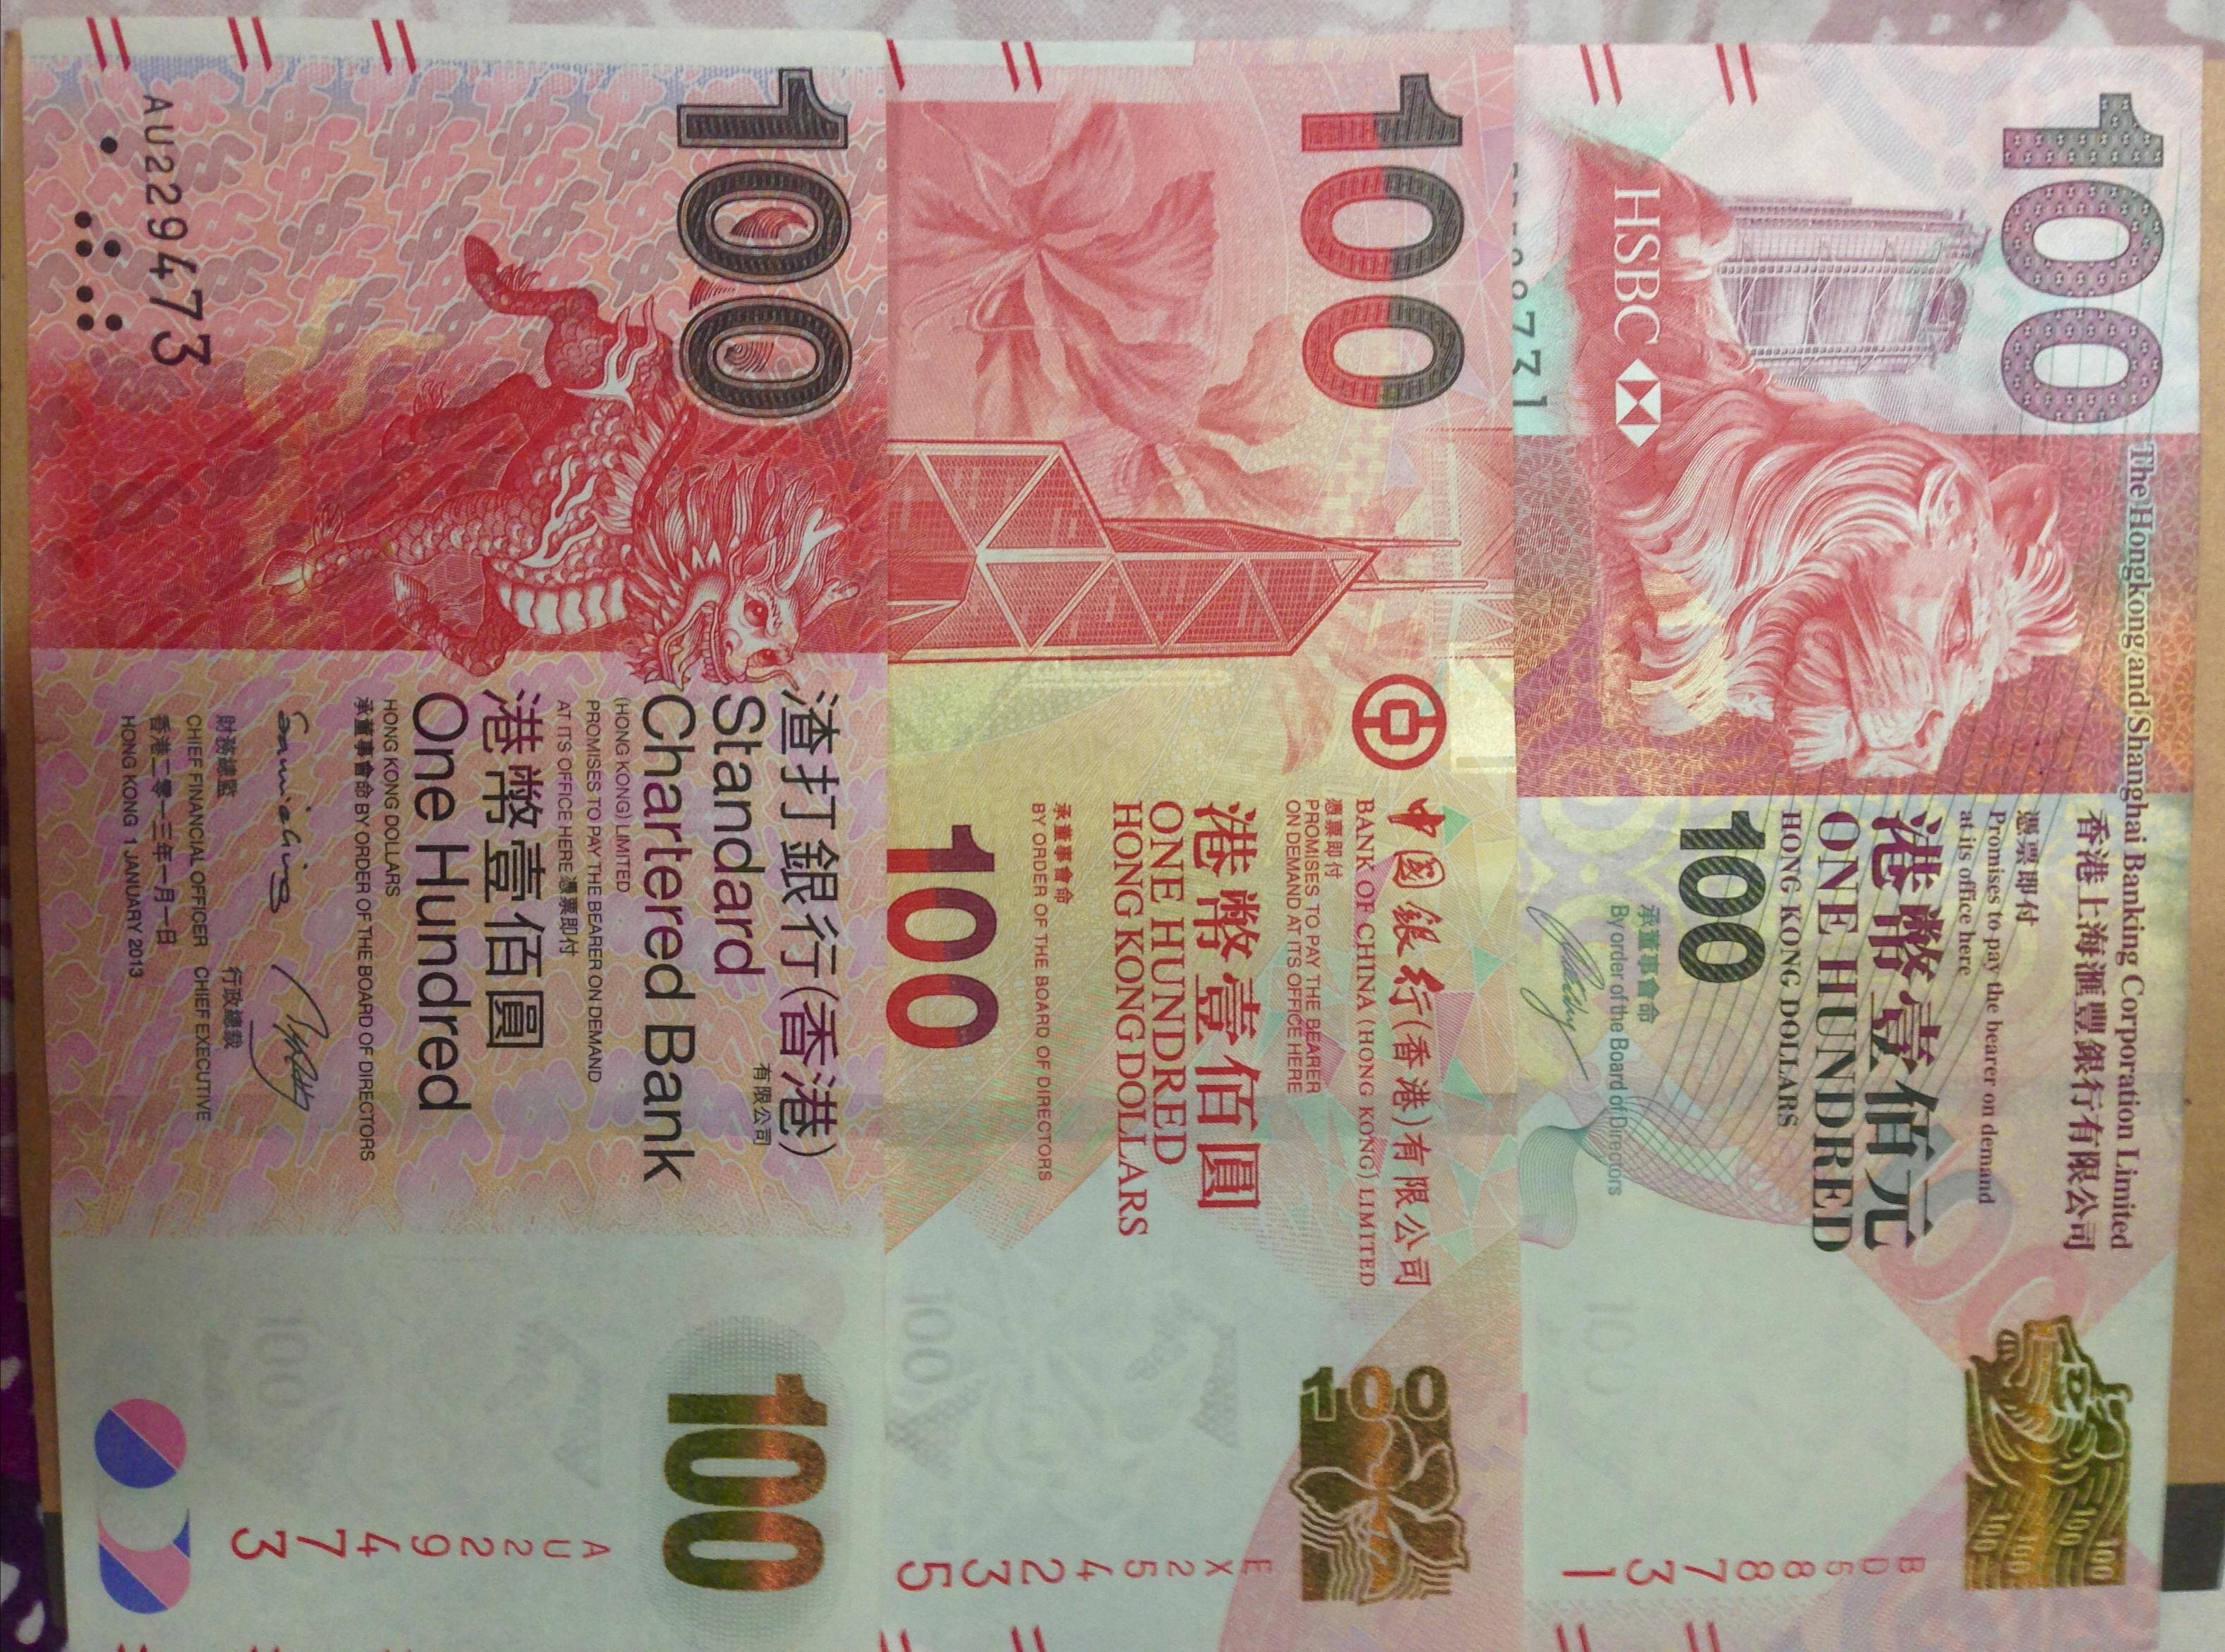 100
The Hongkong and Shanghai Banking Corporation Limited
香港上海滙豐銀行有限公司
憑票即付
Promises to pay the bearer on demand
at its office here
港幣壹佰元
ONE HUNDRED
HONG KONG DOLLARS
100
承董事會命
By order of the Board of Directors
HSBC
100
100
100
100
BD588731
8731
100
中国銀行(香港)有限公司
BANK OF CHINA (HONG KONG) LIMITED
憑票即付
PROMISES TO PAY THE BEARER
ON DEMAND AT ITS OFFICE HERE
港幣壹佰圓
ONE HUNDRED
HONG KONG DOLLARS
承董事會命
BY ORDER OF THE BOARD OF DIRECTORS
100
100
100
EX254235
100
渣打銀行(香港)有限公司
Standard
Chartered Bank
(HONG KONG) LIMITED
PROMISES TO PAY THE BEARER ON DEMAND
AT ITS OFFICE HERE 憑票即付
港幣壹佰圓
One Hundred
HONG KONG DOLLARS
承董事會命 BY ORDER OF THE BOARD OF DIRECTORS
財務總監 行政總裁
CHIEF FINANCIAL OFFICER CHIEF EXECUTIVE
香港二零一三年一月一日
HONG KONG 1 JANUARY 2013
100
100
AU229473
AU229473